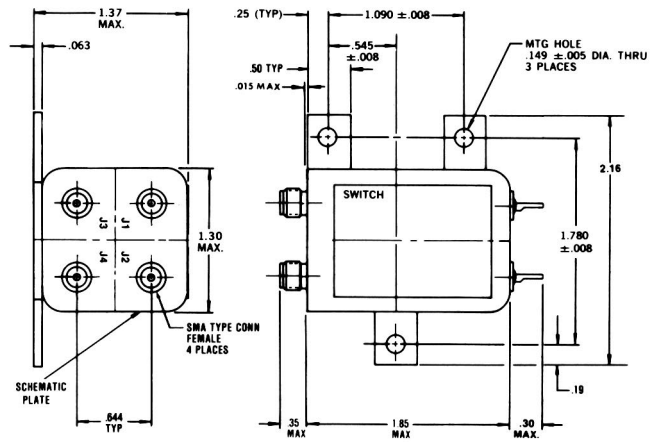 1.37
MAX.
.063
.25 (TYP)
1.090 ±.008
.545
±.008
.50 TYP
.015 MAX
MTG HOLE
.149 ±.005 DIA. THRU
3 PLACES
J3
J1
J4
J2
1.30
MAX.
SWITCH
2.16
1.780
±.008
SMA TYPE CONN
FEMALE
4 PLACES
SCHEMATIC
PLATE
.644
TYP
.35
MAX
1.85
MAX
.30
MAX.
.19